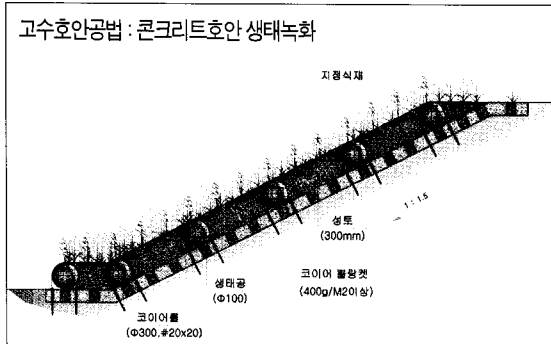 고수호안공법 : 콘크리트호안 생태녹화
지정식재
1 : 1.5
성토
(300mm)
생태공
(Φ100)
코이어 블랑켓
(400g/M2이상)
코이어롤
(Φ300,#20x20)